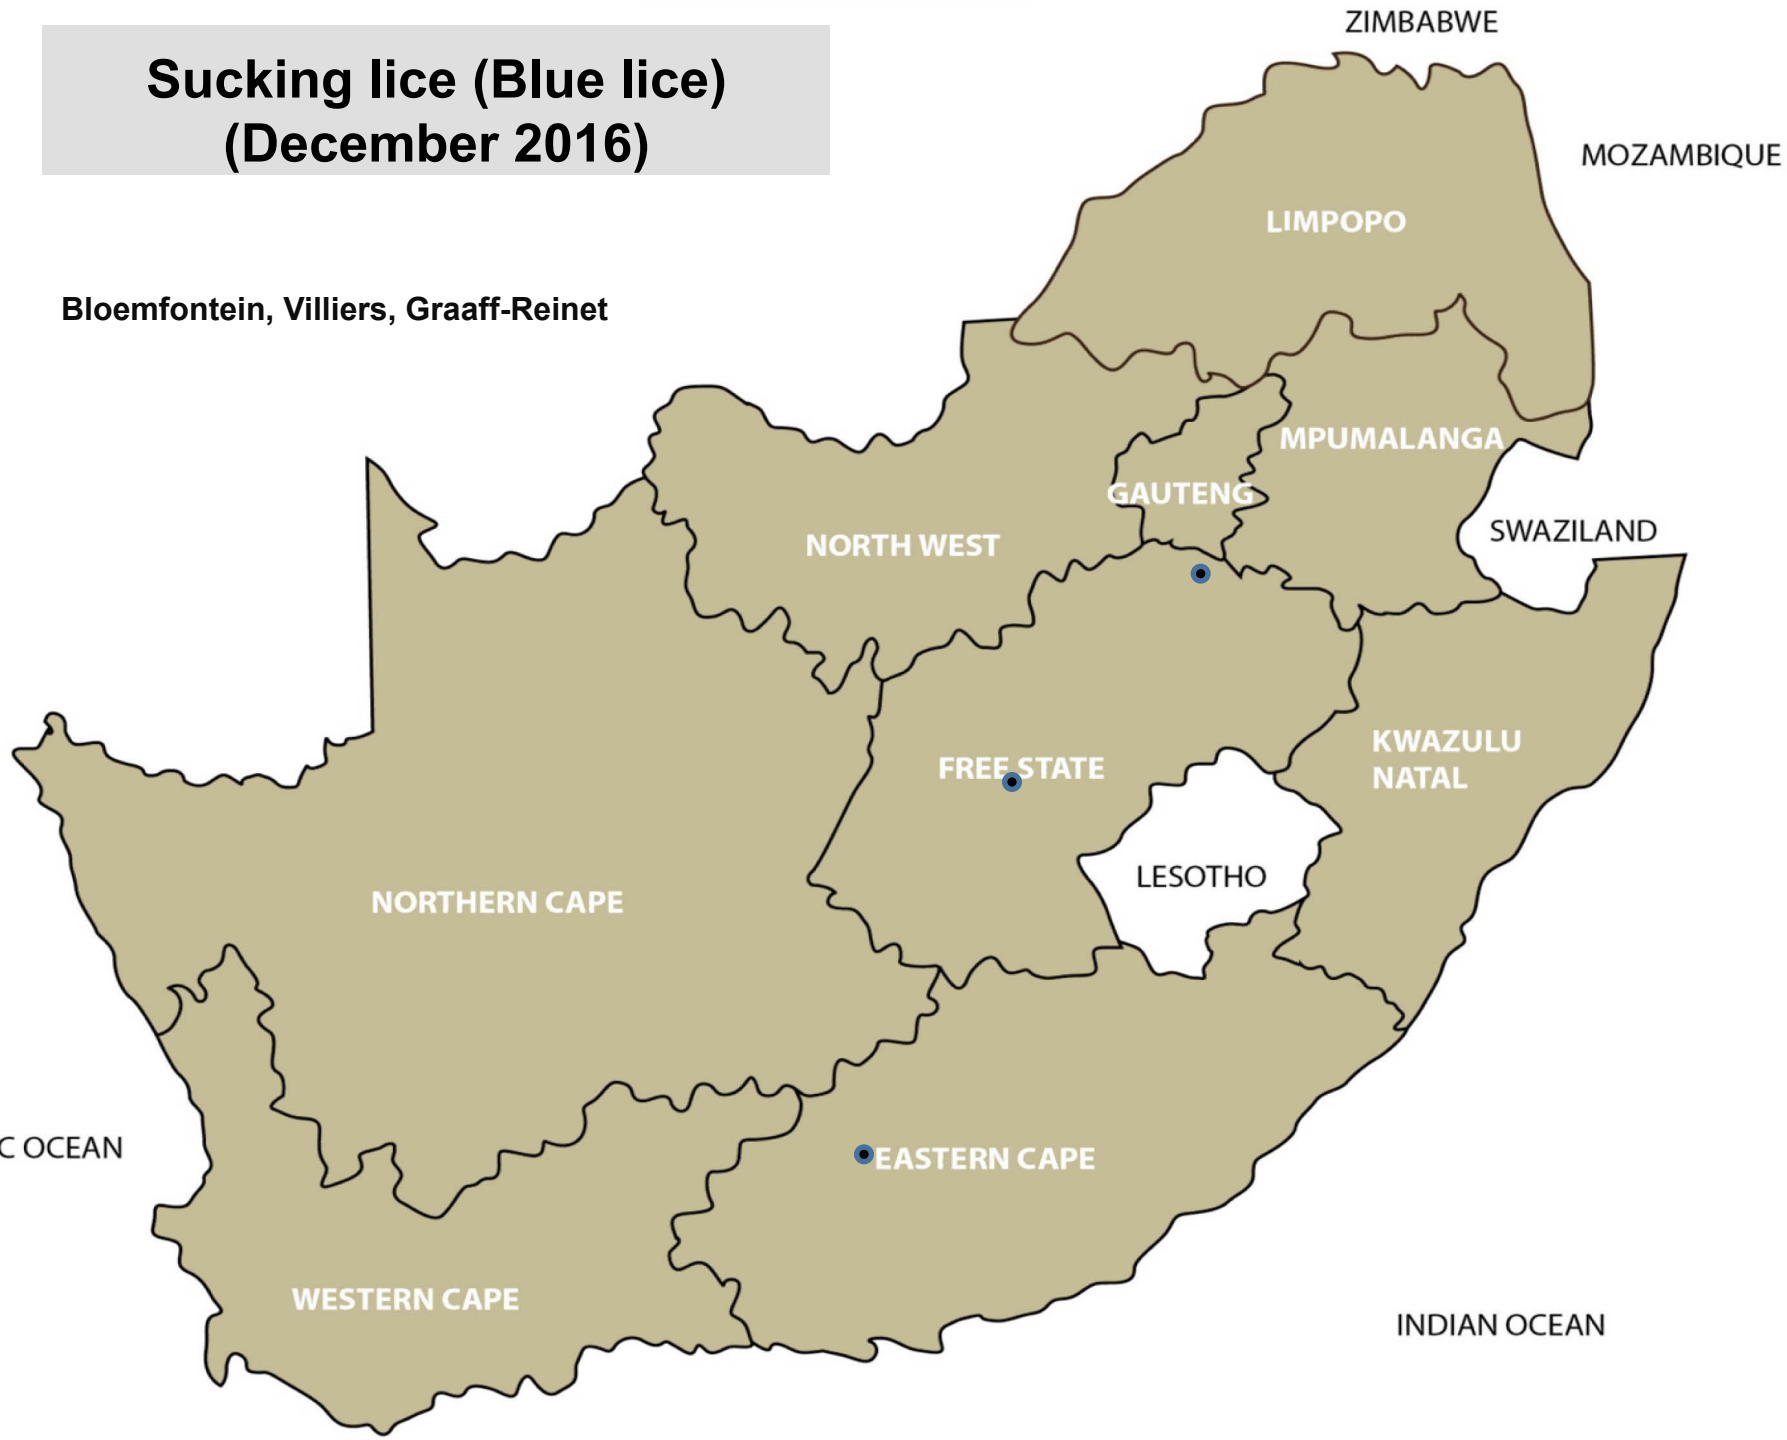 Sucking lice (Blue lice)
(December 2016)
Bloemfontein, Villiers, Graaff-Reinet
ZIMBABWE
MOZAMBIQUE
LIMPOPO
MPUMALANGA
GAUTENG
SWAZILAND
NORTH WEST
KWAZULU
NATAL
FREE STATE
LESOTHO
NORTHERN CAPE
C OCEAN
EASTERN CAPE
WESTERN CAPE
INDIAN OCEAN